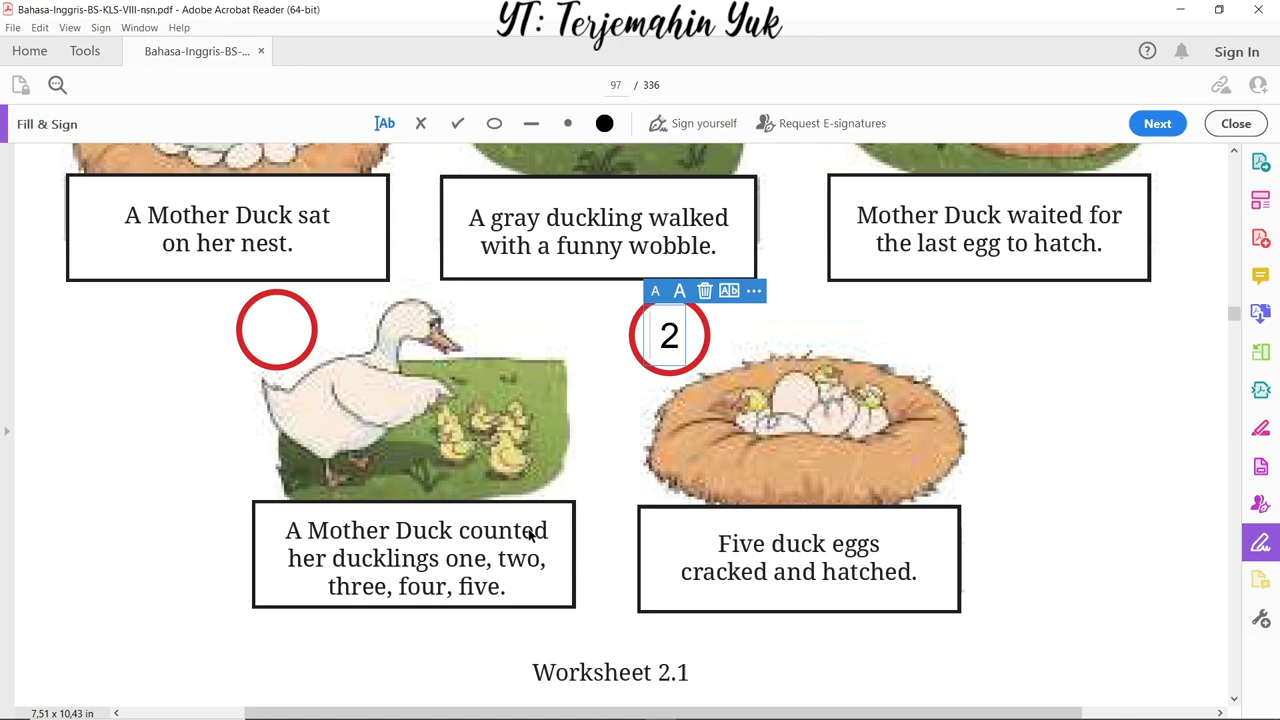 Bahasa-Inggris-BS-KLS-VIII-nsn.pdf - Adobe Acrobat Reader (64-bit)
YT: Terjemahin Yuk
File Edit View Sign Window Help
Home Tools Bahasa-Inggris-BS-... × Sign In
97 / 336
Fill & Sign Ab Sign yourself Request E-signatures Next Close
A Mother Duck sat
on her nest.
A gray duckling walked
with a funny wobble.
Mother Duck waited for
the last egg to hatch.
A A Ab ...
2
A Mother Duck counted
her ducklings one, two,
three, four, five.
Five duck eggs
cracked and hatched.
Worksheet 2.1
7,51 x 10,43 in